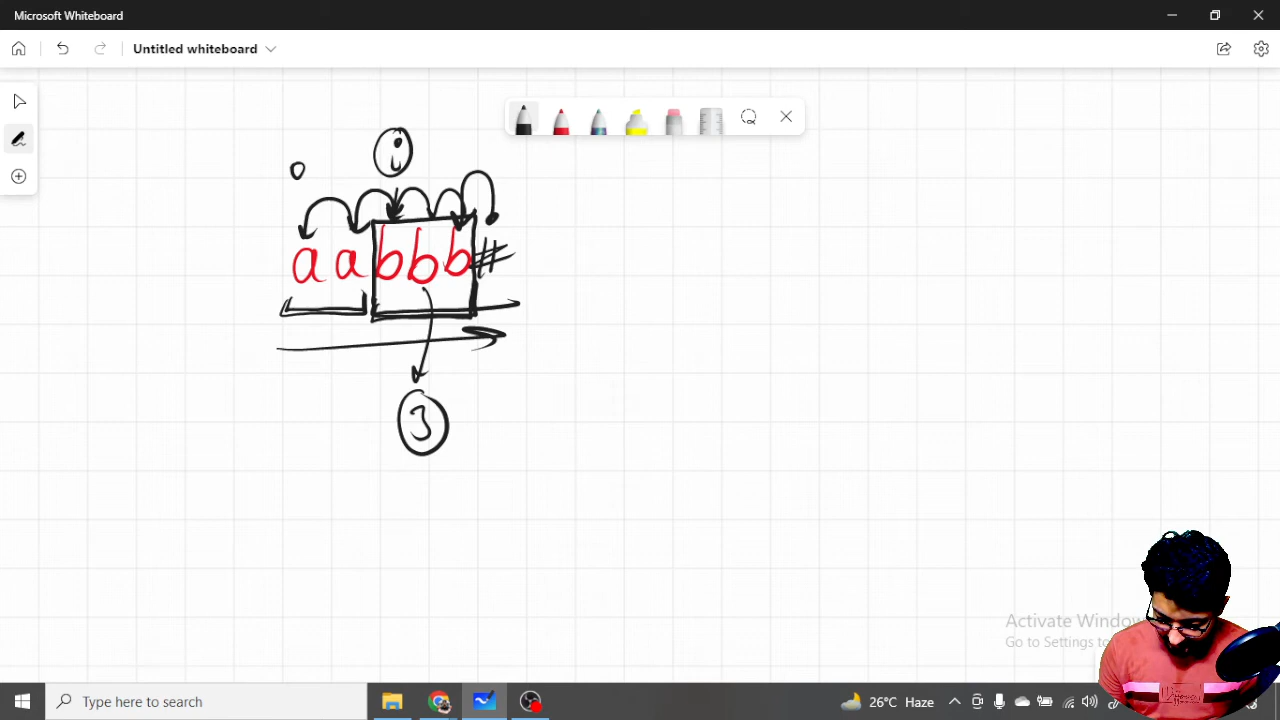 Microsoft Whiteboard
Untitled whiteboard
i
0
aabbb#
3
Activate Windo
Go to Settings to
Type here to search
26°C Haze